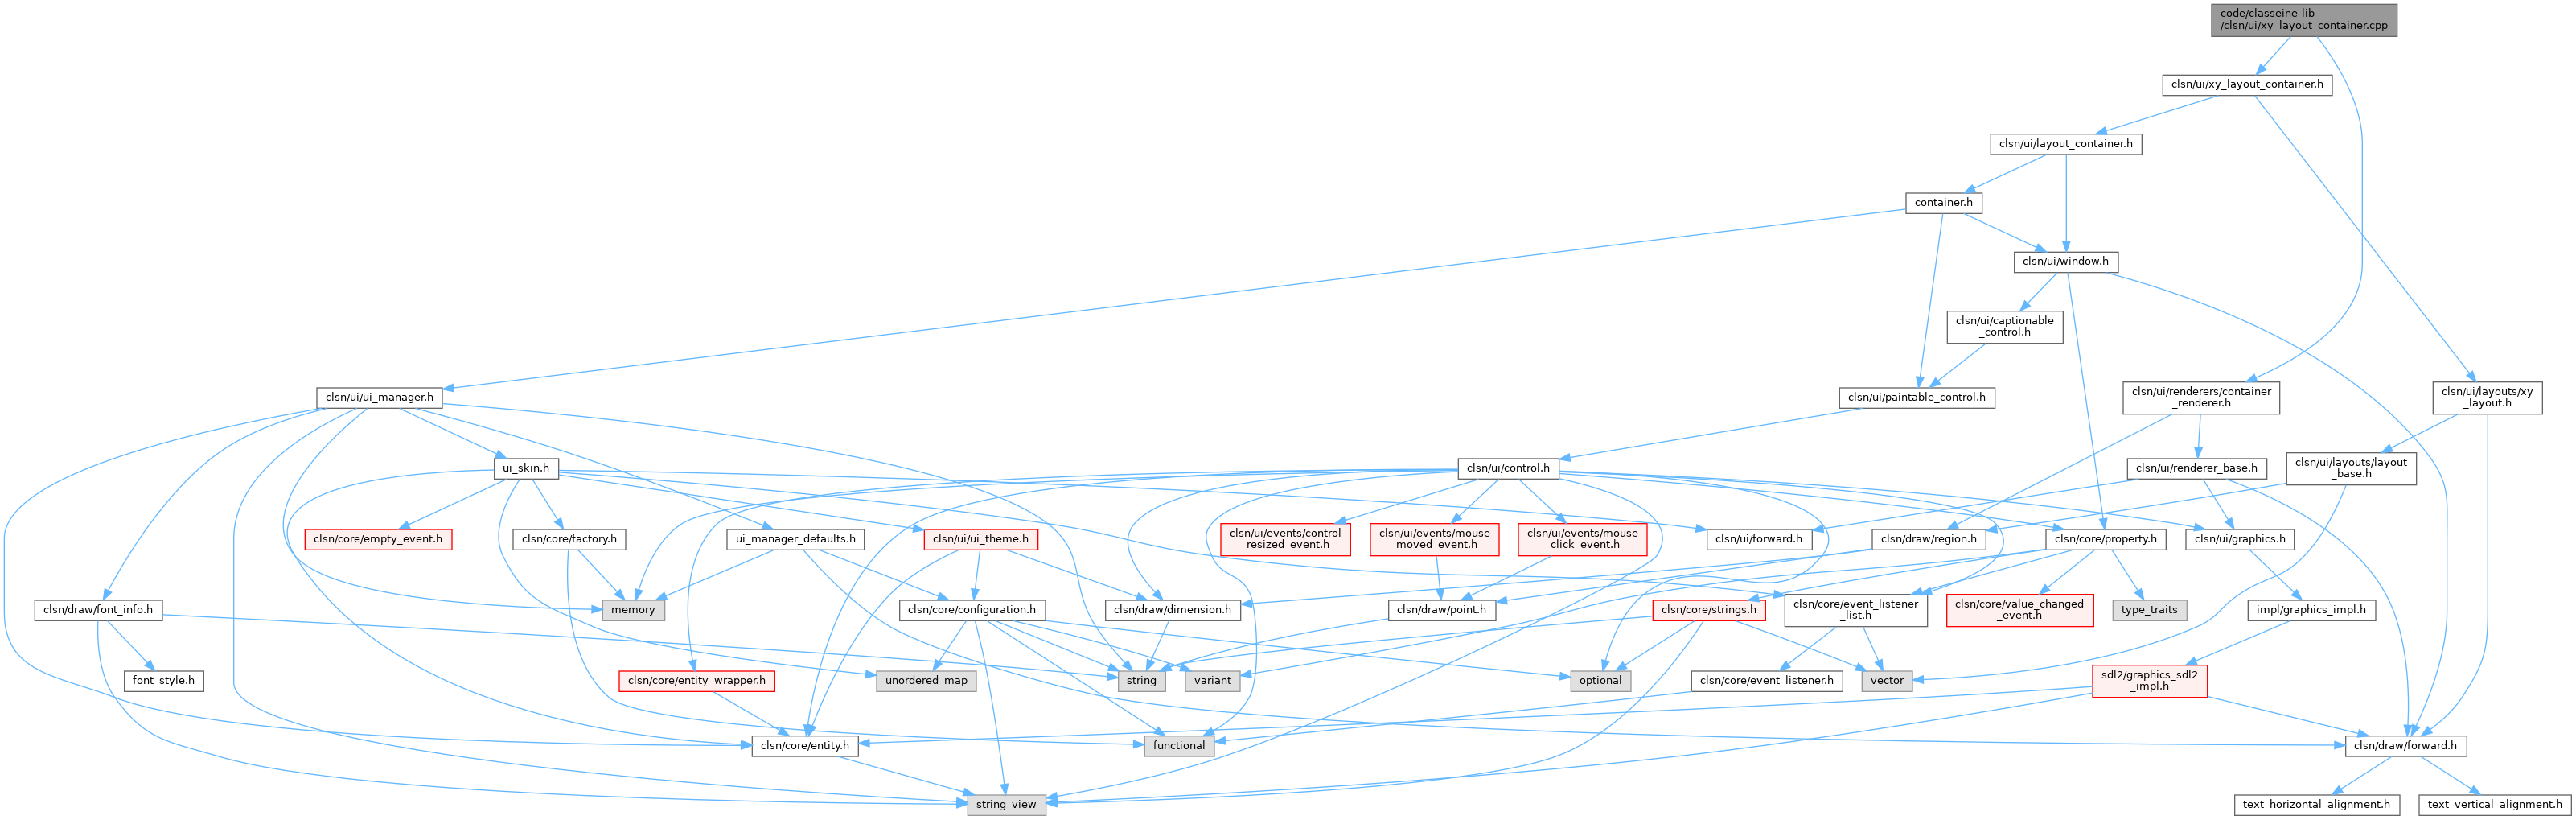 code/classeine-lib
/clsn/ui/xy_layout_container.cpp
clsn/ui/xy_layout_container.h
clsn/ui/layout_container.h
container.h
clsn/ui/window.h
clsn/ui/captionable
_control.h
clsn/ui/ui_manager.h
clsn/ui/paintable_control.h
clsn/ui/renderers/container
_renderer.h
clsn/ui/layouts/xy
_layout.h
ui_skin.h
clsn/ui/control.h
clsn/ui/renderer_base.h
clsn/ui/layouts/layout
_base.h
clsn/core/empty_event.h
clsn/core/factory.h
ui_manager_defaults.h
clsn/ui/ui_theme.h
clsn/ui/events/control
_resized_event.h
clsn/ui/events/mouse
_moved_event.h
clsn/ui/events/mouse
_click_event.h
clsn/ui/forward.h
clsn/draw/region.h
clsn/core/property.h
clsn/ui/graphics.h
clsn/draw/font_info.h
memory
clsn/core/configuration.h
clsn/draw/dimension.h
clsn/draw/point.h
clsn/core/strings.h
clsn/core/event_listener
_list.h
clsn/core/value_changed
_event.h
type_traits
impl/graphics_impl.h
font_style.h
clsn/core/entity_wrapper.h
unordered_map
string
variant
optional
clsn/core/event_listener.h
vector
sdl2/graphics_sdl2
_impl.h
clsn/core/entity.h
functional
clsn/draw/forward.h
string_view
text_horizontal_alignment.h
text_vertical_alignment.h